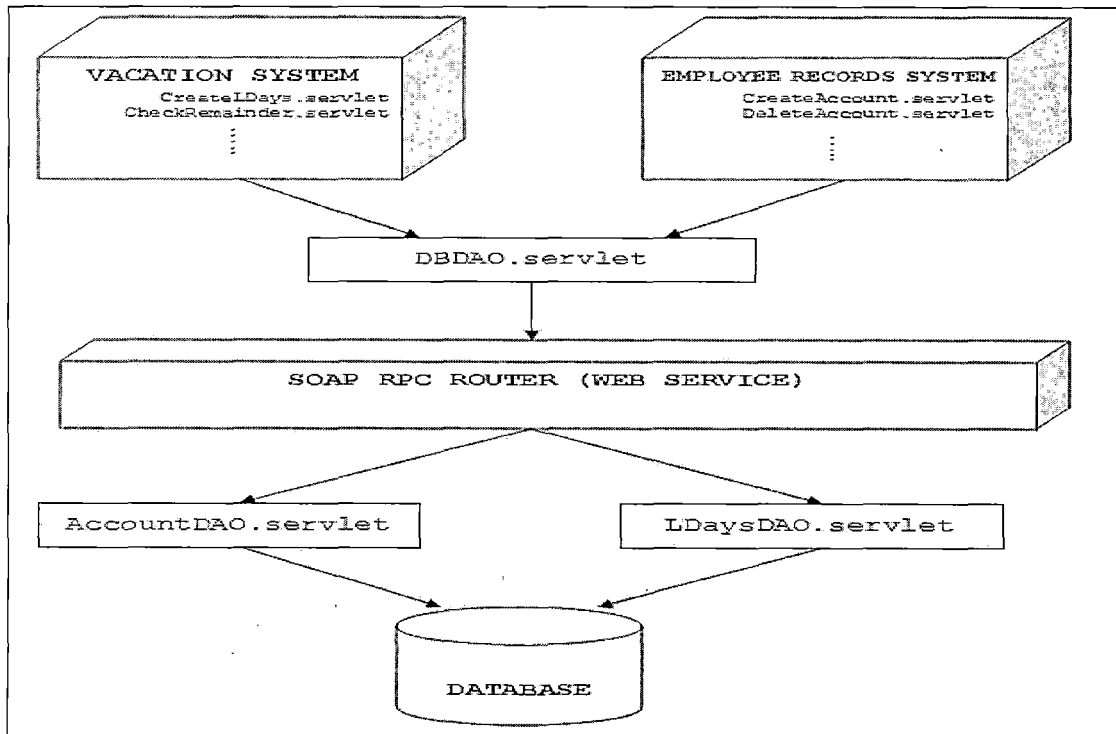 VACATION SYSTEM
CreateLDays.servlet
CheckRemainder.servlet
EMPLOYEE RECORDS SYSTEM
CreateAccount.servlet
DeleteAccount.servlet
DBDAO.servlet
SOAP RPC ROUTER (WEB SERVICE)
AccountDAO.servlet
LDaysDAO.servlet
DATABASE